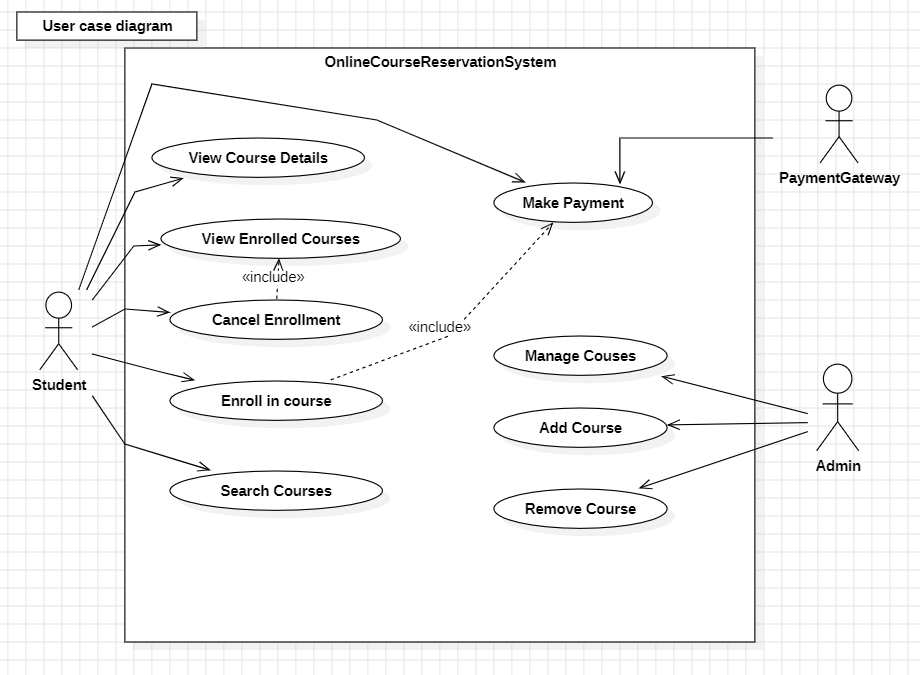 User case diagram
OnlineCourseReservationSystem
View Course Details
PaymentGateway
Make Payment
View Enrolled Courses
«include»
Cancel Enrollment
«include»
Manage Couses
Student
Enroll in course
Add Course
Admin
Search Courses
Remove Course